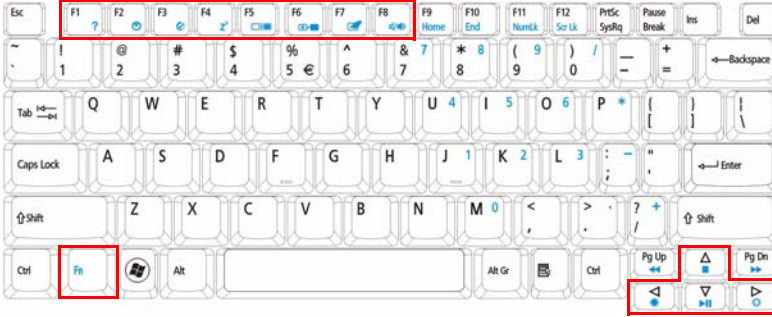 Esc F1 ? F2 F3 F4 Z F5 F6 F7 F8 F9 Home F10 End F11 NumLk F12 Scr Lk PrtSc SysRq Pause Break Ins Del
~ ` ! 1 @ 2 # 3 $ 4 % 5 € ^ 6 & 7 7 * 8 8 ( 9 9 ) 0 / _ - + = Backspace
Tab Q W E R T Y U 4 I 5 O 6 P * { [ } ] | \
Caps Lock A S D F G H J 1 K 2 L 3 : ; - " ' Enter
Shift Z X C V B N M 0 < , > . . ? / + Shift
Ctrl Fn Alt Alt Gr Ctrl Pg Up Pg Dn